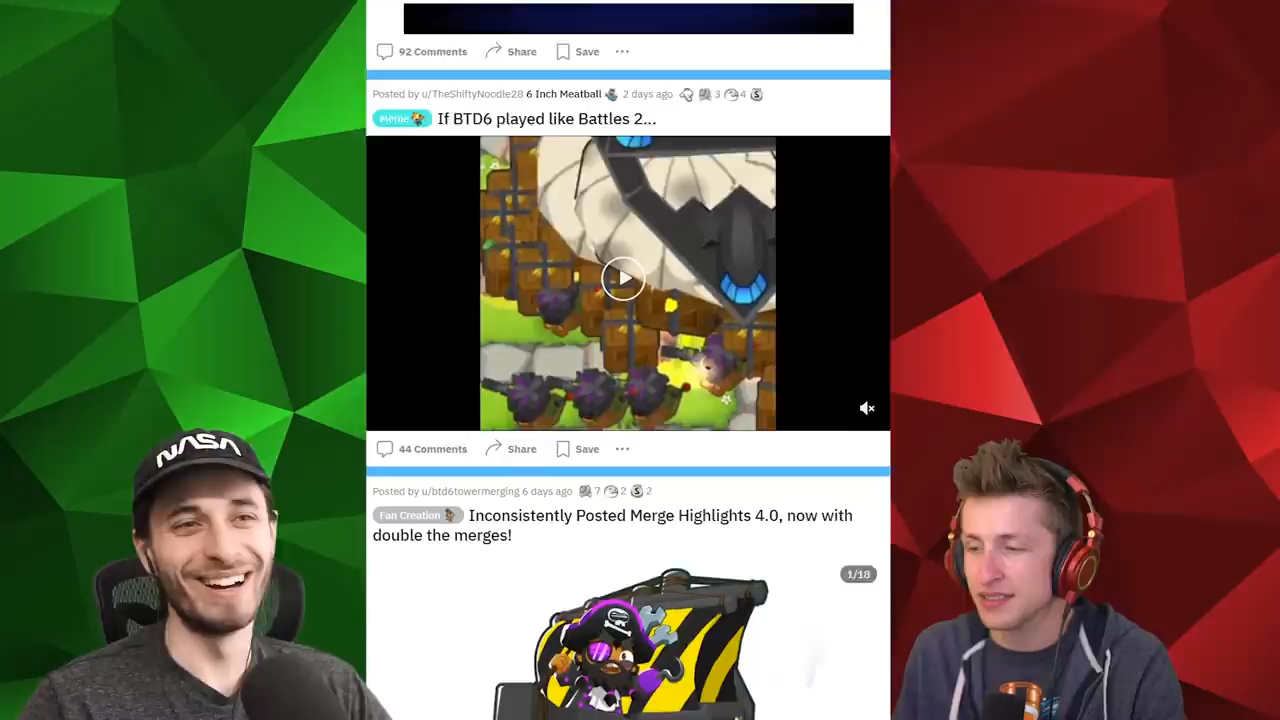 92 Comments Share Save
Posted by u/TheShiftyNoodle28 6 Inch Meatball 2 days ago 3 4
Meme If BTD6 played like Battles 2...
44 Comments Share Save
Posted by u/btd6towermerging 6 days ago 7 2 2
Fan Creation Inconsistently Posted Merge Highlights 4.0, now with
double the merges!
1/18
NASA